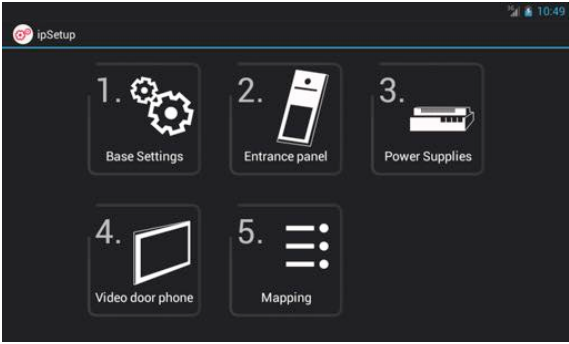 10:49
ipSetup
1.
Base Settings
2.
Entrance panel
3.
Power Supplies
4.
Video door phone
5.
Mapping